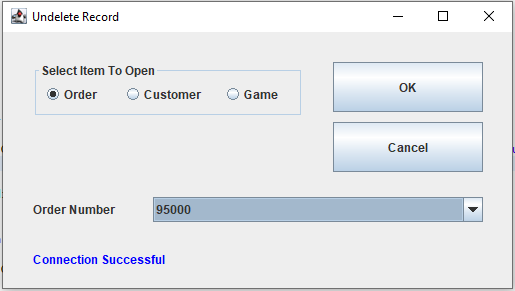 Undelete Record
Select Item To Open
Order Customer Game
OK
Cancel
Order Number 95000
Connection Successful